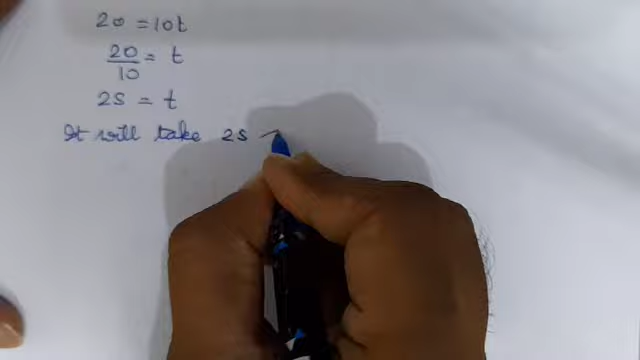 20 = 10t
20/10 = t
2s = t
It will take 2s